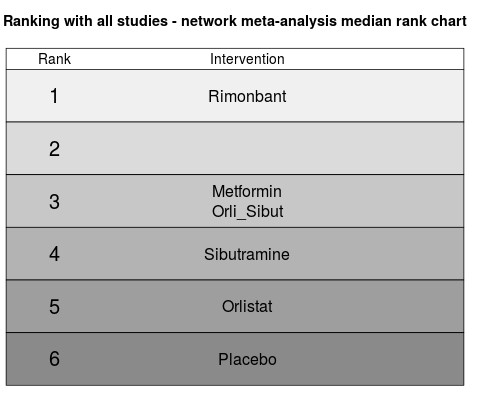 Ranking with all studies - network meta-analysis median rank chart
Rank Intervention
1 Rimonbant
2
3 Metformin
Orli_Sibut
4 Sibutramine
5 Orlistat
6 Placebo